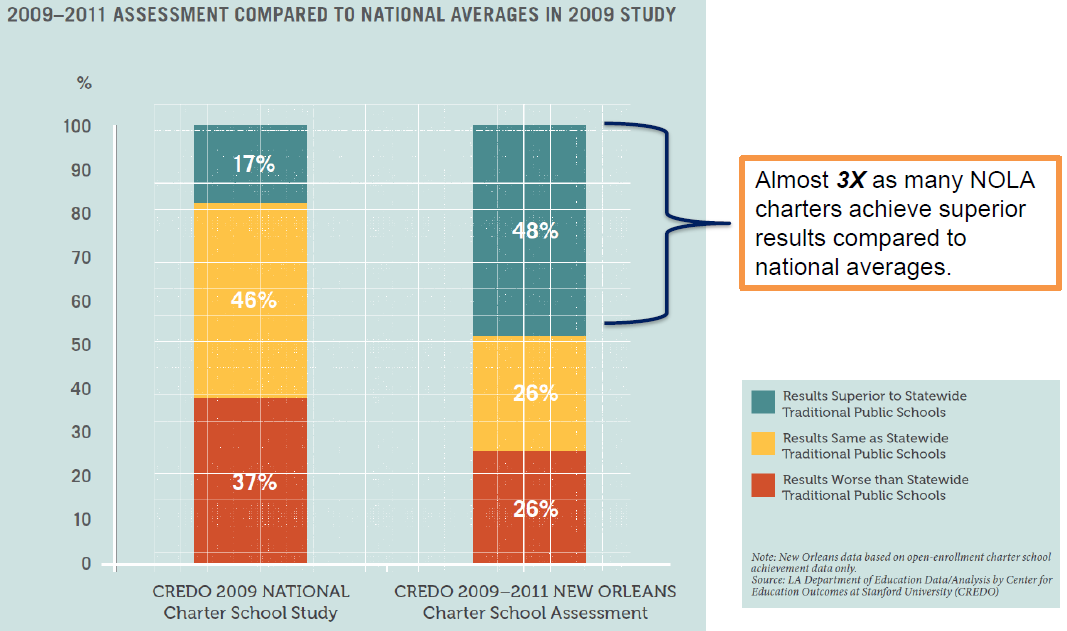 2009–2011 ASSESSMENT COMPARED TO NATIONAL AVERAGES IN 2009 STUDY
%
100
90
80
70
60
50
40
30
20
10
0
17%
46%
37%
48%
26%
26%
CREDO 2009 NATIONAL
Charter School Study
CREDO 2009–2011 NEW ORLEANS
Charter School Assessment
Almost 3X as many NOLA
charters achieve superior
results compared to
national averages.
Results Superior to Statewide
Traditional Public Schools
Results Same as Statewide
Traditional Public Schools
Results Worse than Statewide
Traditional Public Schools
Note: New Orleans data based on open-enrollment charter school
achievement data only.
Source: LA Department of Education Data/Analysis by Center for
Education Outcomes at Stanford University (CREDO)